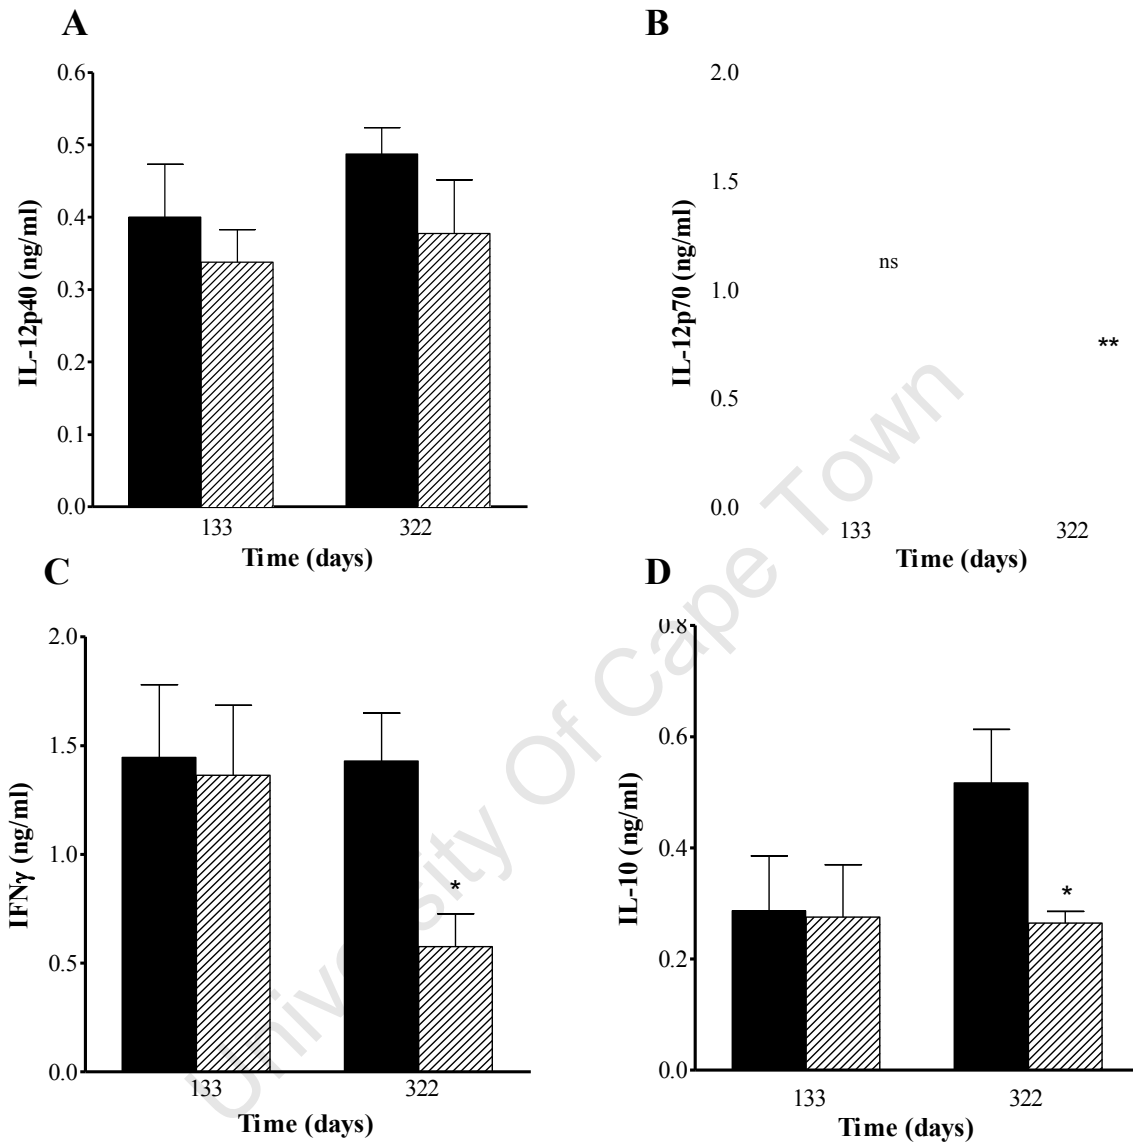 A
0.6
0.5
0.4
0.3
0.2
0.1
0.0
IL-12p40 (ng/ml)
133
322
Time (days)
B
2.0
1.5
1.0
0.5
0.0
IL-12p70 (ng/ml)
ns
**
133
322
Time (days)
C
2.0
1.5
1.0
0.5
0.0
IFNγ (ng/ml)
*
133
322
Time (days)
D
0.8
0.6
0.4
0.2
0.0
IL-10 (ng/ml)
*
133
322
Time (days)
University Of Cape Town